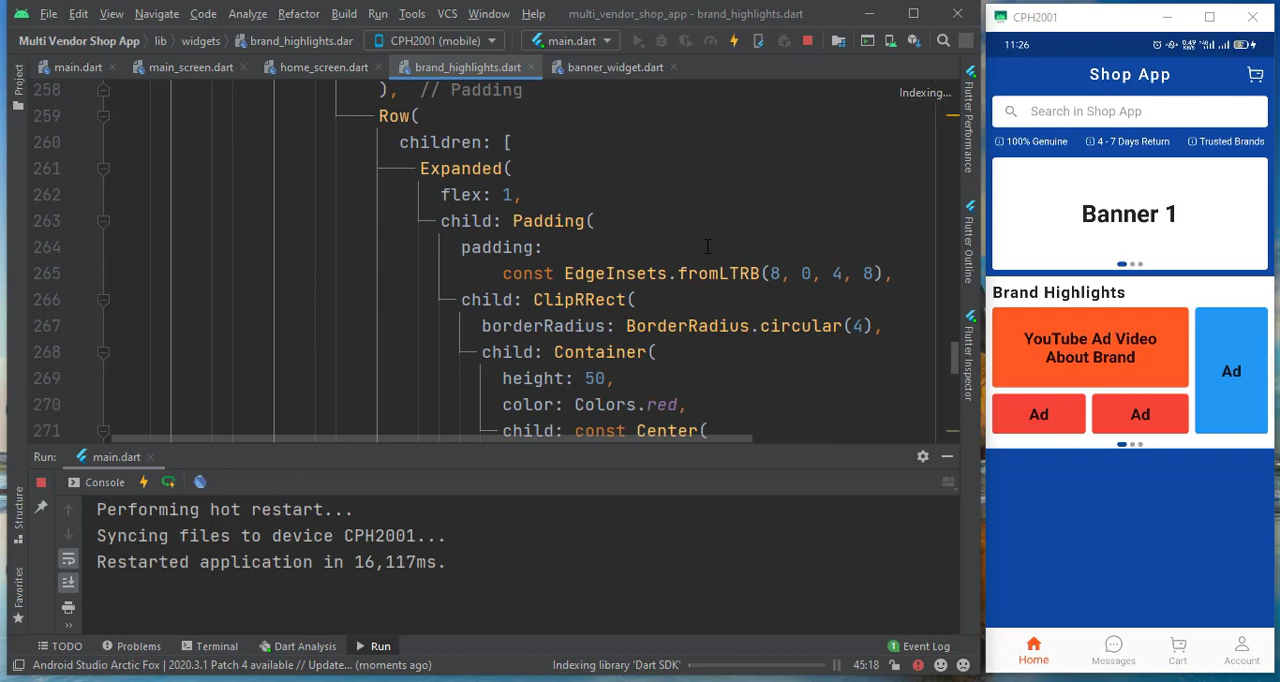 File Edit View Navigate Code Analyze Refactor Build Run Tools VCS Window Help multi_vendor_shop_app - brand_highlights.dart
Multi Vendor Shop App lib widgets brand_highlights.dart CPH2001 (mobile) main.dart
main.dart main_screen.dart home_screen.dart brand_highlights.dart banner_widget.dart
Project
Indexing...
258 ), // Padding
259 Row(
260 children: [
261 Expanded(
262 flex: 1,
263 child: Padding(
264 padding:
265 const EdgeInsets.fromLTRB(8, 0, 4, 8),
266 child: ClipRRect(
267 borderRadius: BorderRadius.circular(4),
268 child: Container(
269 height: 50,
270 color: Colors.red,
271 child: const Center(
Flutter Performance
Flutter Outline
Flutter Inspector
Run: main.dart
Console
Performing hot restart...
Syncing files to device CPH2001...
Restarted application in 16,117ms.
Structure
Favorites
TODO Problems Terminal Dart Analysis Run 1 Event Log
Android Studio Arctic Fox | 2020.3.1 Patch 4 available // Update... (moments ago) Indexing library 'Dart SDK' 45:18
CPH2001
11:26
Shop App
Search in Shop App
100% Genuine 4 - 7 Days Return Trusted Brands
Banner 1
Brand Highlights
YouTube Ad Video
About Brand
Ad
Ad Ad
Home Messages Cart Account